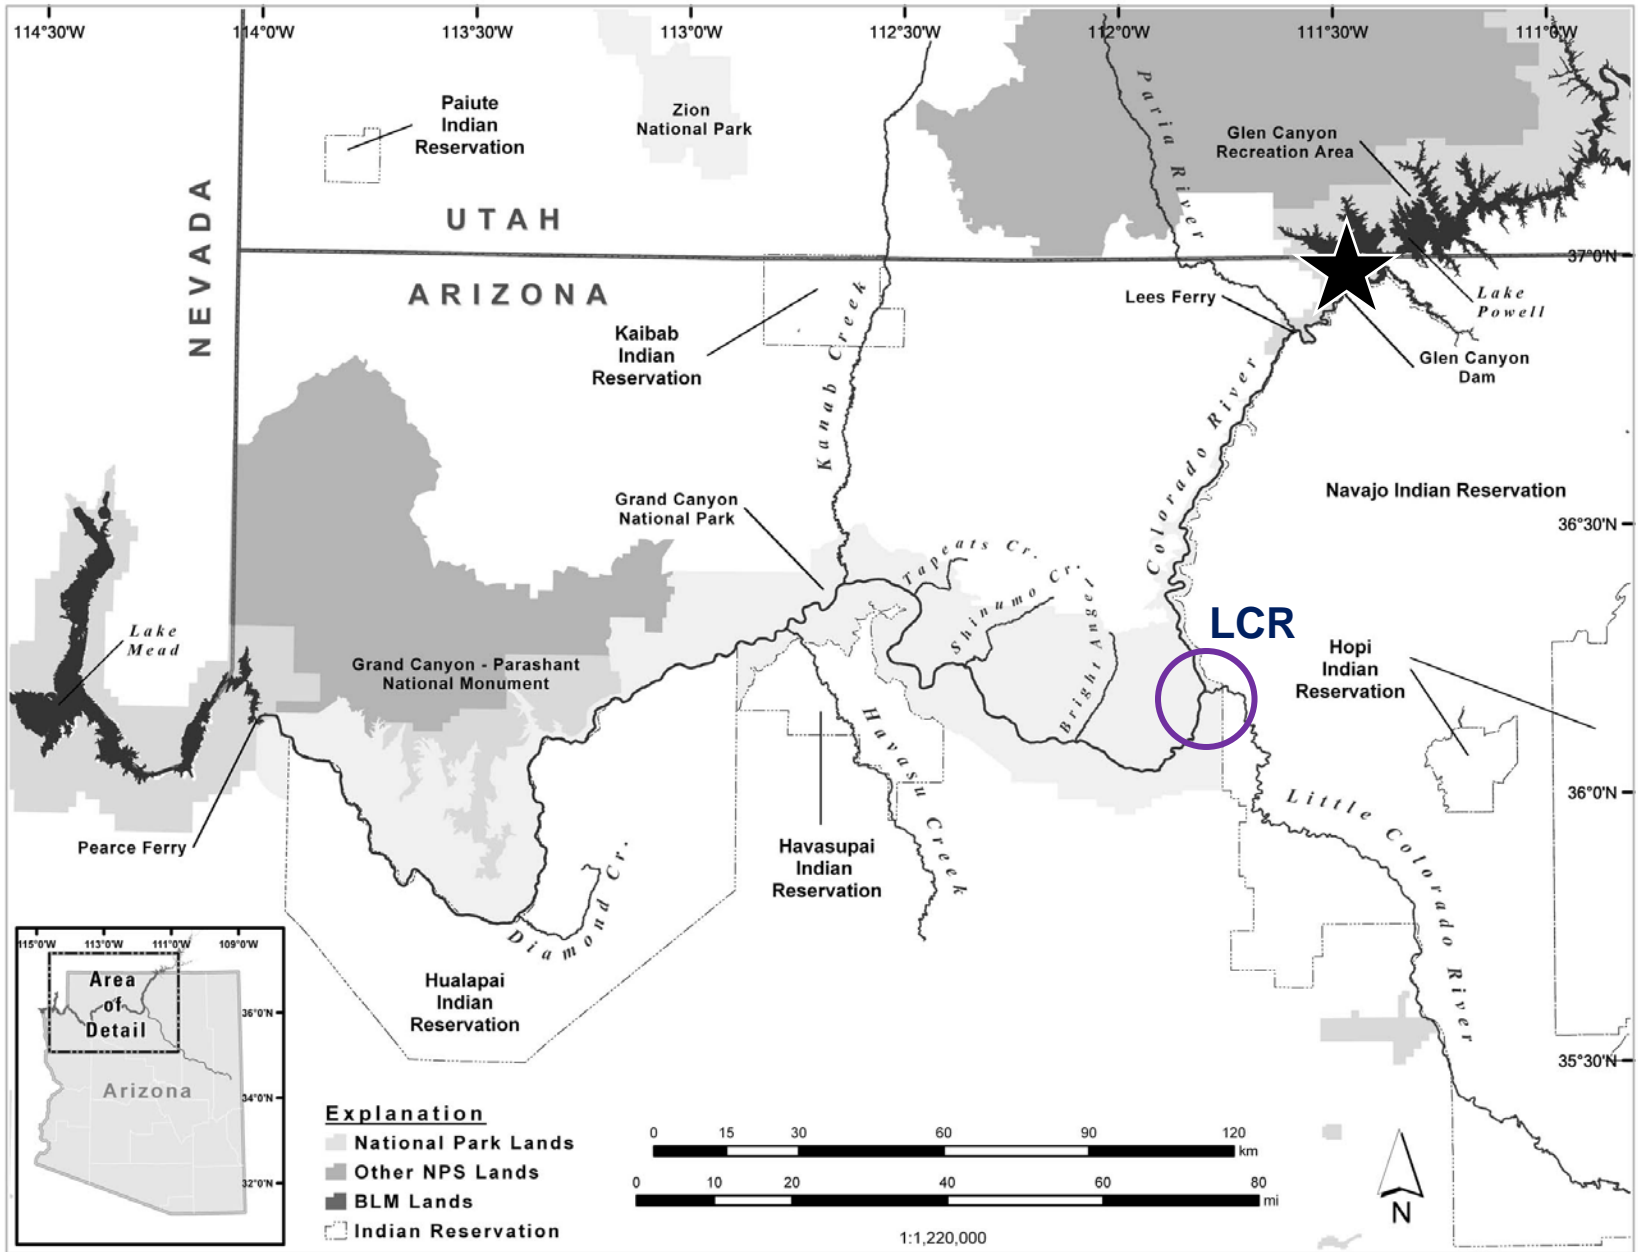 114°30'W 114°0'W 113°30'W 113°0'W 112°30'W 112°0'W 111°30'W 111°0'W
Paiute
Indian
Reservation
Zion
National Park
Paria River
Glen Canyon
Recreation Area
NEVADA
UTAH
37°0'N
ARIZONA
Lees Ferry
Lake
Powell
Kaibab
Indian
Reservation
Kanab Creek
Glen Canyon
Dam
Colorado River
Grand Canyon
National Park
Navajo Indian Reservation
36°30'N
Tapeats Cr.
Shinumo Cr.
Bright Angel
LCR
Lake
Mead
Hopi
Indian
Reservation
Grand Canyon - Parashant
National Monument
Havasu Creek
36°0'N
Little Colorado River
Pearce Ferry
Havasupai
Indian
Reservation
Diamond Cr.
Hualapai
Indian
Reservation
35°30'N
115°0'W 113°0'W 111°0'W 109°0'W
Area
of
Detail
36°0'N
Arizona
34°0'N
32°0'N
Explanation
National Park Lands
Other NPS Lands
BLM Lands
Indian Reservation
0 15 30 60 90 120
km
0 10 20 40 60 80
mi
1:1,220,000
N